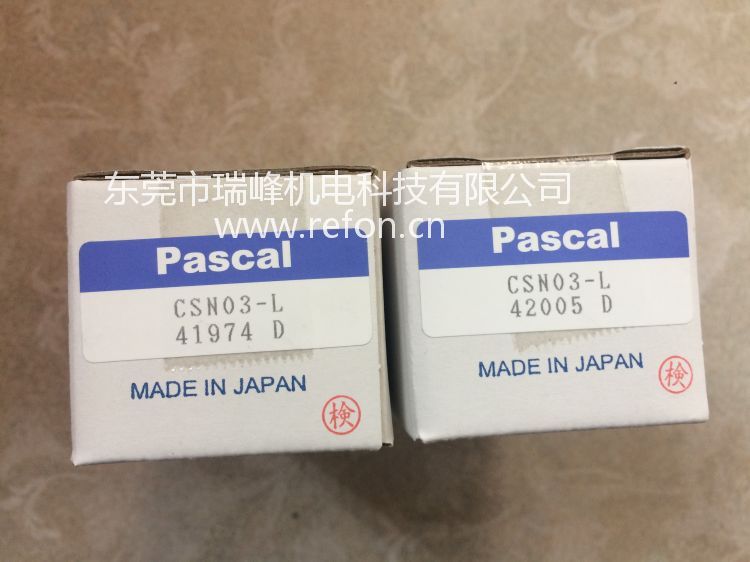 东莞市瑞峰机电科技有限公司
www.refon.cn
Pascal
CSN03-L
41974 D
MADE IN JAPAN
検
Pascal
CSN03-L
42005 D
MADE IN JAPAN
検